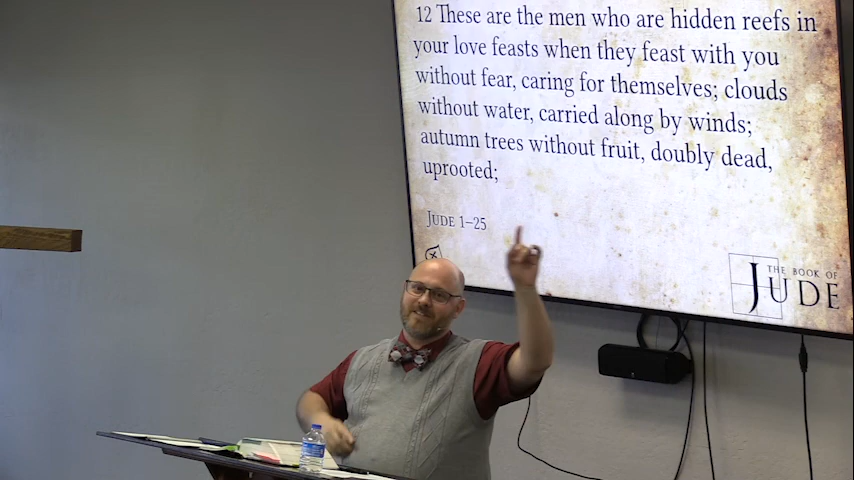 12 These are the men who are hidden reefs in
your love feasts when they feast with you
without fear, caring for themselves; clouds
without water, carried along by winds;
autumn trees without fruit, doubly dead,
uprooted;
JUDE 1–25
THE BOOK OF
JUDE